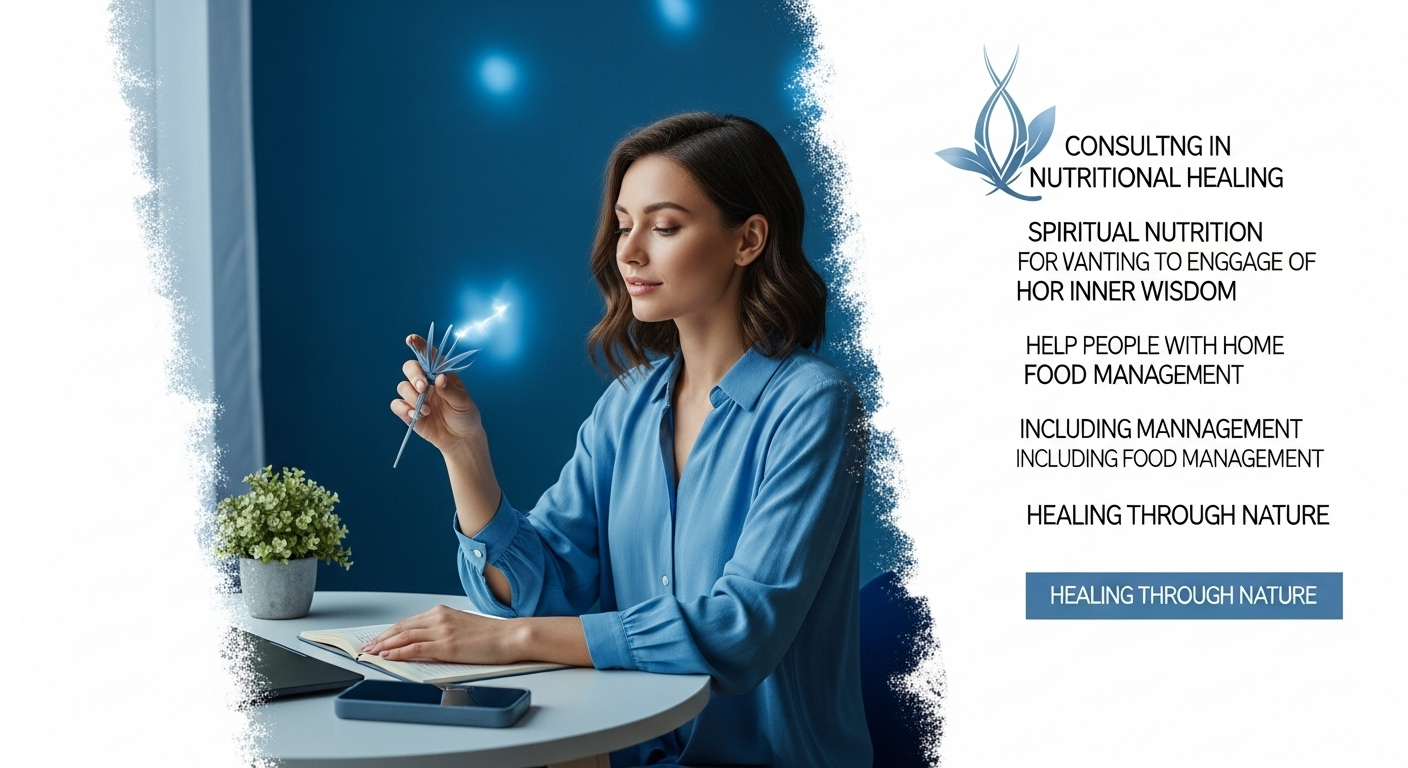 CONSULTNG IN
NUTRITIONAL HEALING
SPIRITUAL NUTRITION
FOR VANTING TO ENGGAGE OF
HOR INNER WISDOM
HELP PEOPLE WITH HOME
FOOD MANAGEMENT
INCLUDING MANNAGEMENT
INCLUDING FOOD MANAGEMENT
HEALING THROUGH NATURE
HEALING THROUGH NATURE